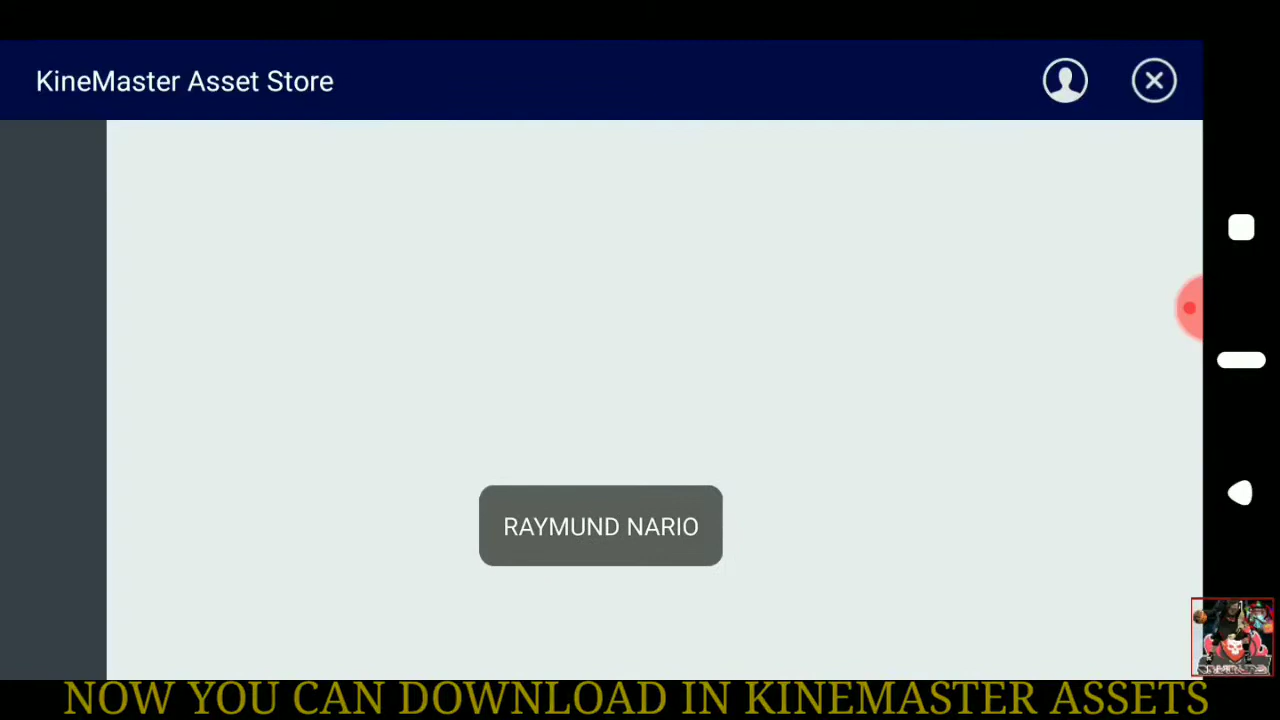 KineMaster Asset Store
RAYMUND NARIO
NOW YOU CAN DOWNLOAD IN KINEMASTER ASSETS